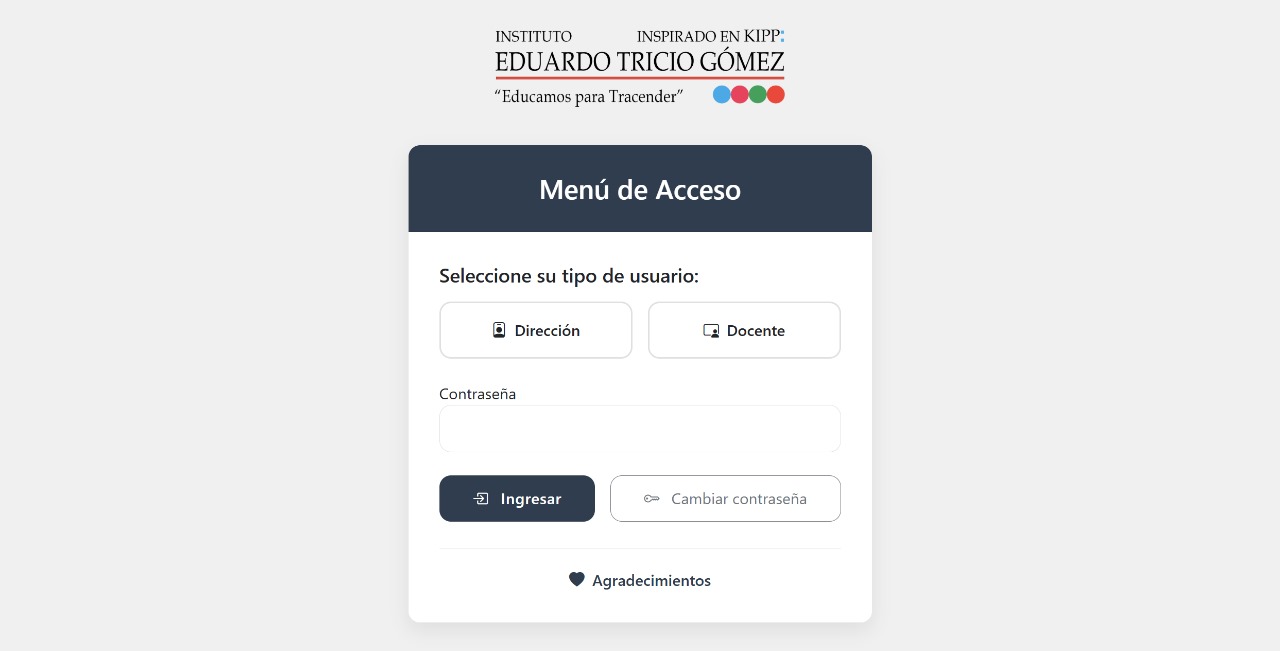 INSTITUTO INSPIRADO EN KIPP:
EDUARDO TRICIO GÓMEZ
“Educamos para Tracender”
Menú de Acceso
Seleccione su tipo de usuario:
Dirección Docente
Contraseña
Ingresar Cambiar contraseña
Agradecimientos